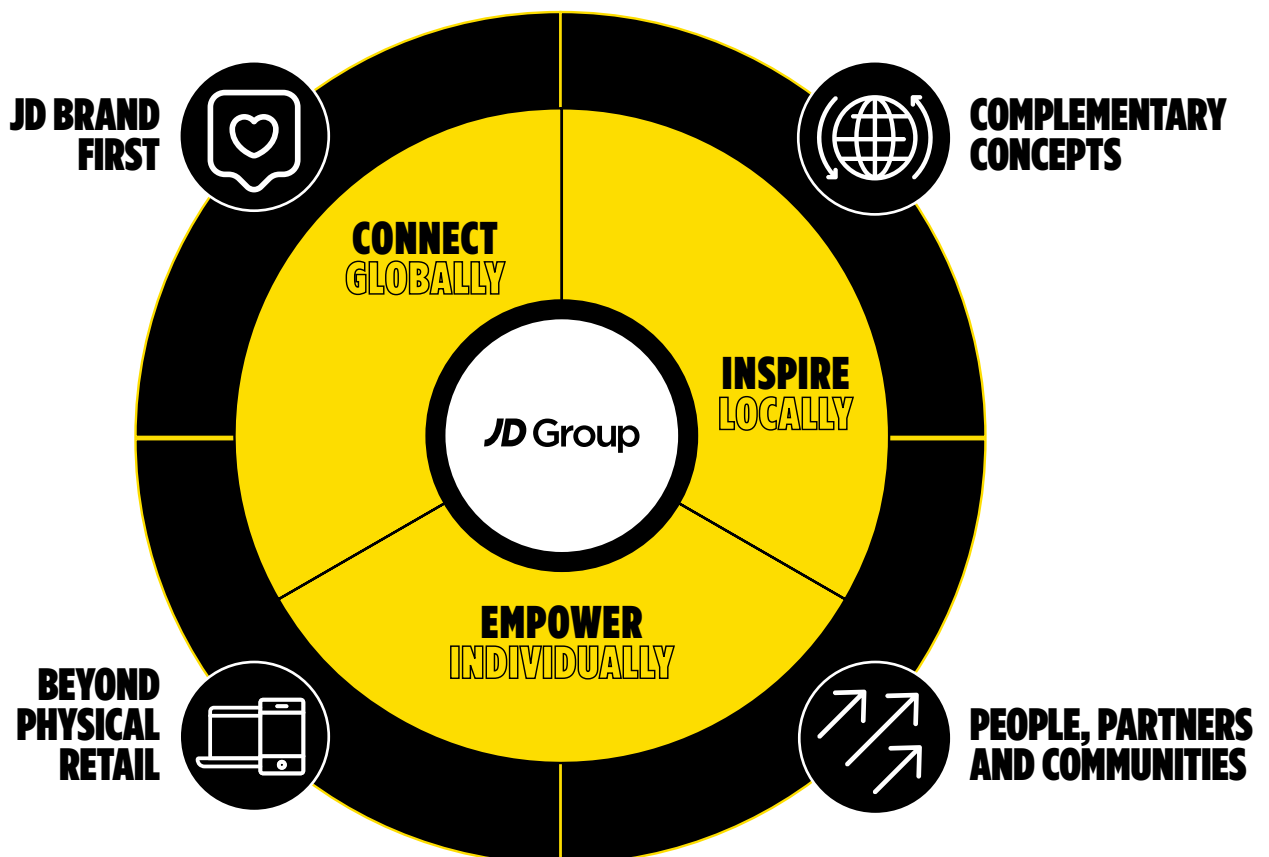 JD BRAND
FIRST
COMPLEMENTARY
CONCEPTS
CONNECT
GLOBALLY
INSPIRE
LOCALLY
JD Group
EMPOWER
INDIVIDUALLY
BEYOND
PHYSICAL
RETAIL
PEOPLE, PARTNERS
AND COMMUNITIES